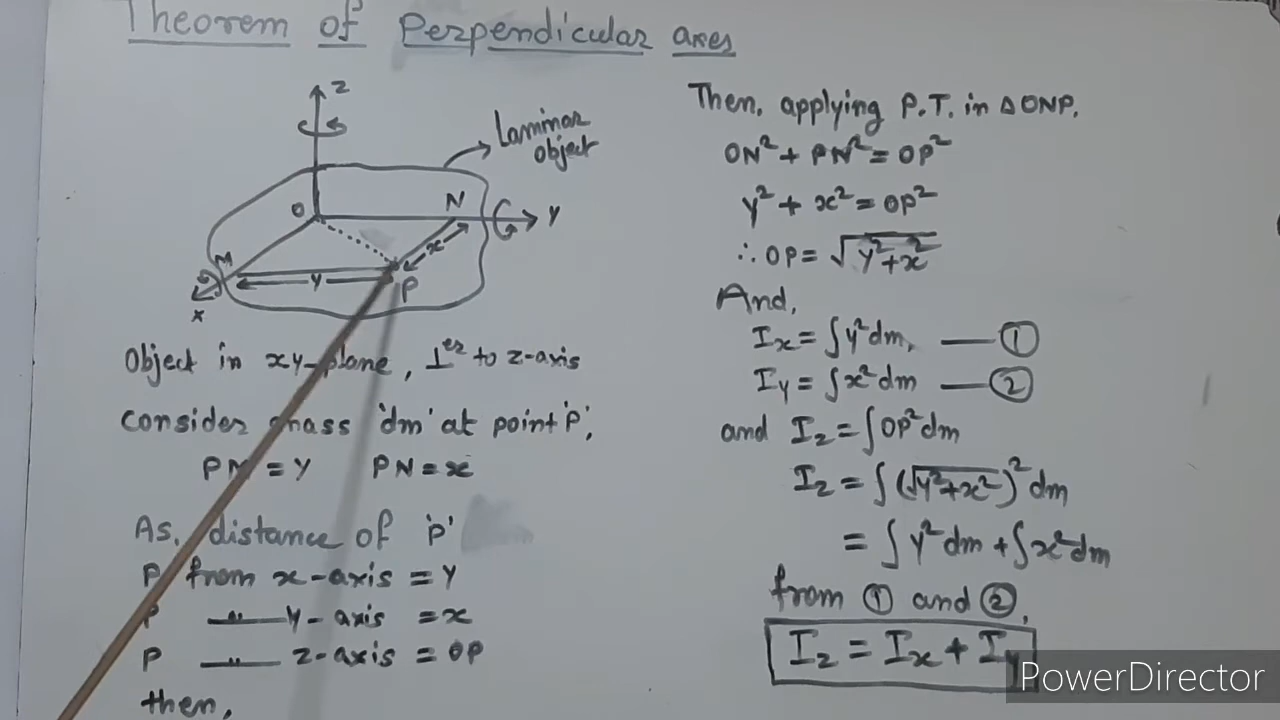 Theorem of Perpendicular axes
Z
Laminar
object
O
N
Y
M
x
y
P
x
Object in xy-plane, ⊥er to z-axis
Consider mass 'dm' at point 'P',
PM = y PN = x
As, distance of 'P'
P from x-axis = y
P —〃— y-axis = x
P —〃— z-axis = OP
then,
Then, applying P.T. in △ONP,
ON² + PN² = OP²
y² + x² = OP²
∴ OP = √y²+x²
And,
Ix = ∫y²dm, — ①
Iy = ∫x²dm — ②
and Iz = ∫OP²dm
Iz = ∫(√y²+x²)²dm
= ∫y²dm + ∫x²dm
from ① and ②,
Iz = Ix + Iy
PowerDirector